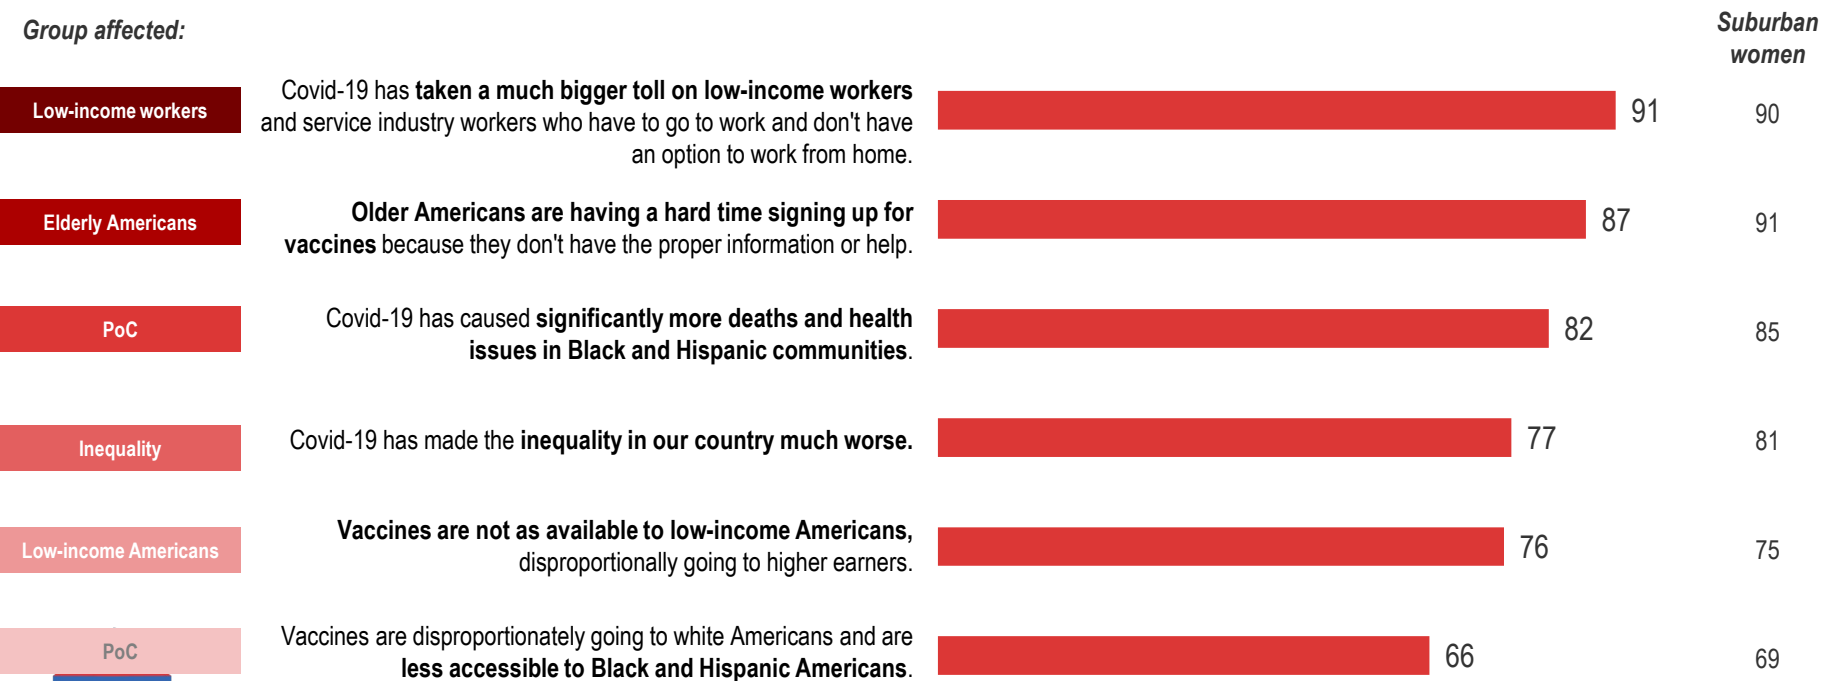 Group affected:
Suburban
women
Low-income workers
Covid-19 has taken a much bigger toll on low-income workers
and service industry workers who have to go to work and don't have
an option to work from home.
91
90
Elderly Americans
Older Americans are having a hard time signing up for
vaccines because they don't have the proper information or help.
87
91
PoC
Covid-19 has caused significantly more deaths and health
issues in Black and Hispanic communities.
82
85
Inequality
Covid-19 has made the inequality in our country much worse.
77
81
Low-income Americans
Vaccines are not as available to low-income Americans,
disproportionally going to higher earners.
76
75
PoC
Vaccines are disproportionately going to white Americans and are
less accessible to Black and Hispanic Americans.
66
69